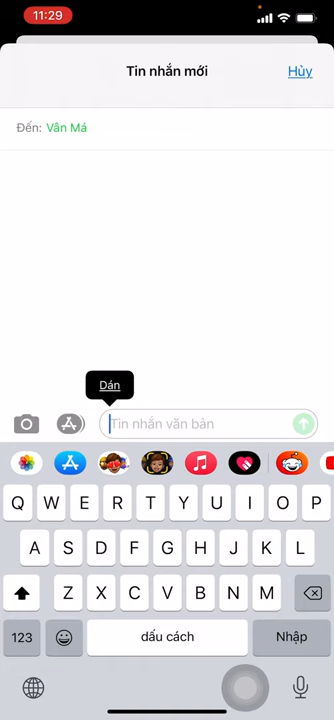 11:29
Tin nhắn mới
Hủy
Đến: Vân Má
Dán
Tin nhắn văn bản
Q W E R T Y U I O P
A S D F G H J K L
Z X C V B N M
123 dấu cách Nhập